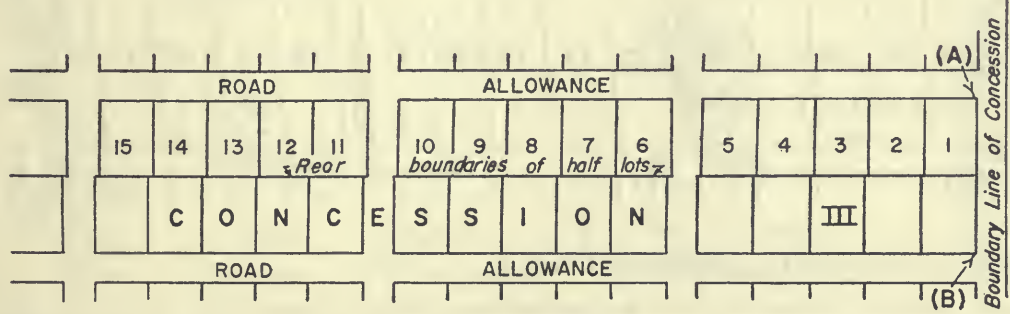 (A)
ROAD ALLOWANCE
15 14 13 12 11 10 9 8 7 6 5 4 3 2 1
Rear boundaries of half lots
C O N C E S S I O N III
ROAD ALLOWANCE
(B)
Boundary Line of Concession